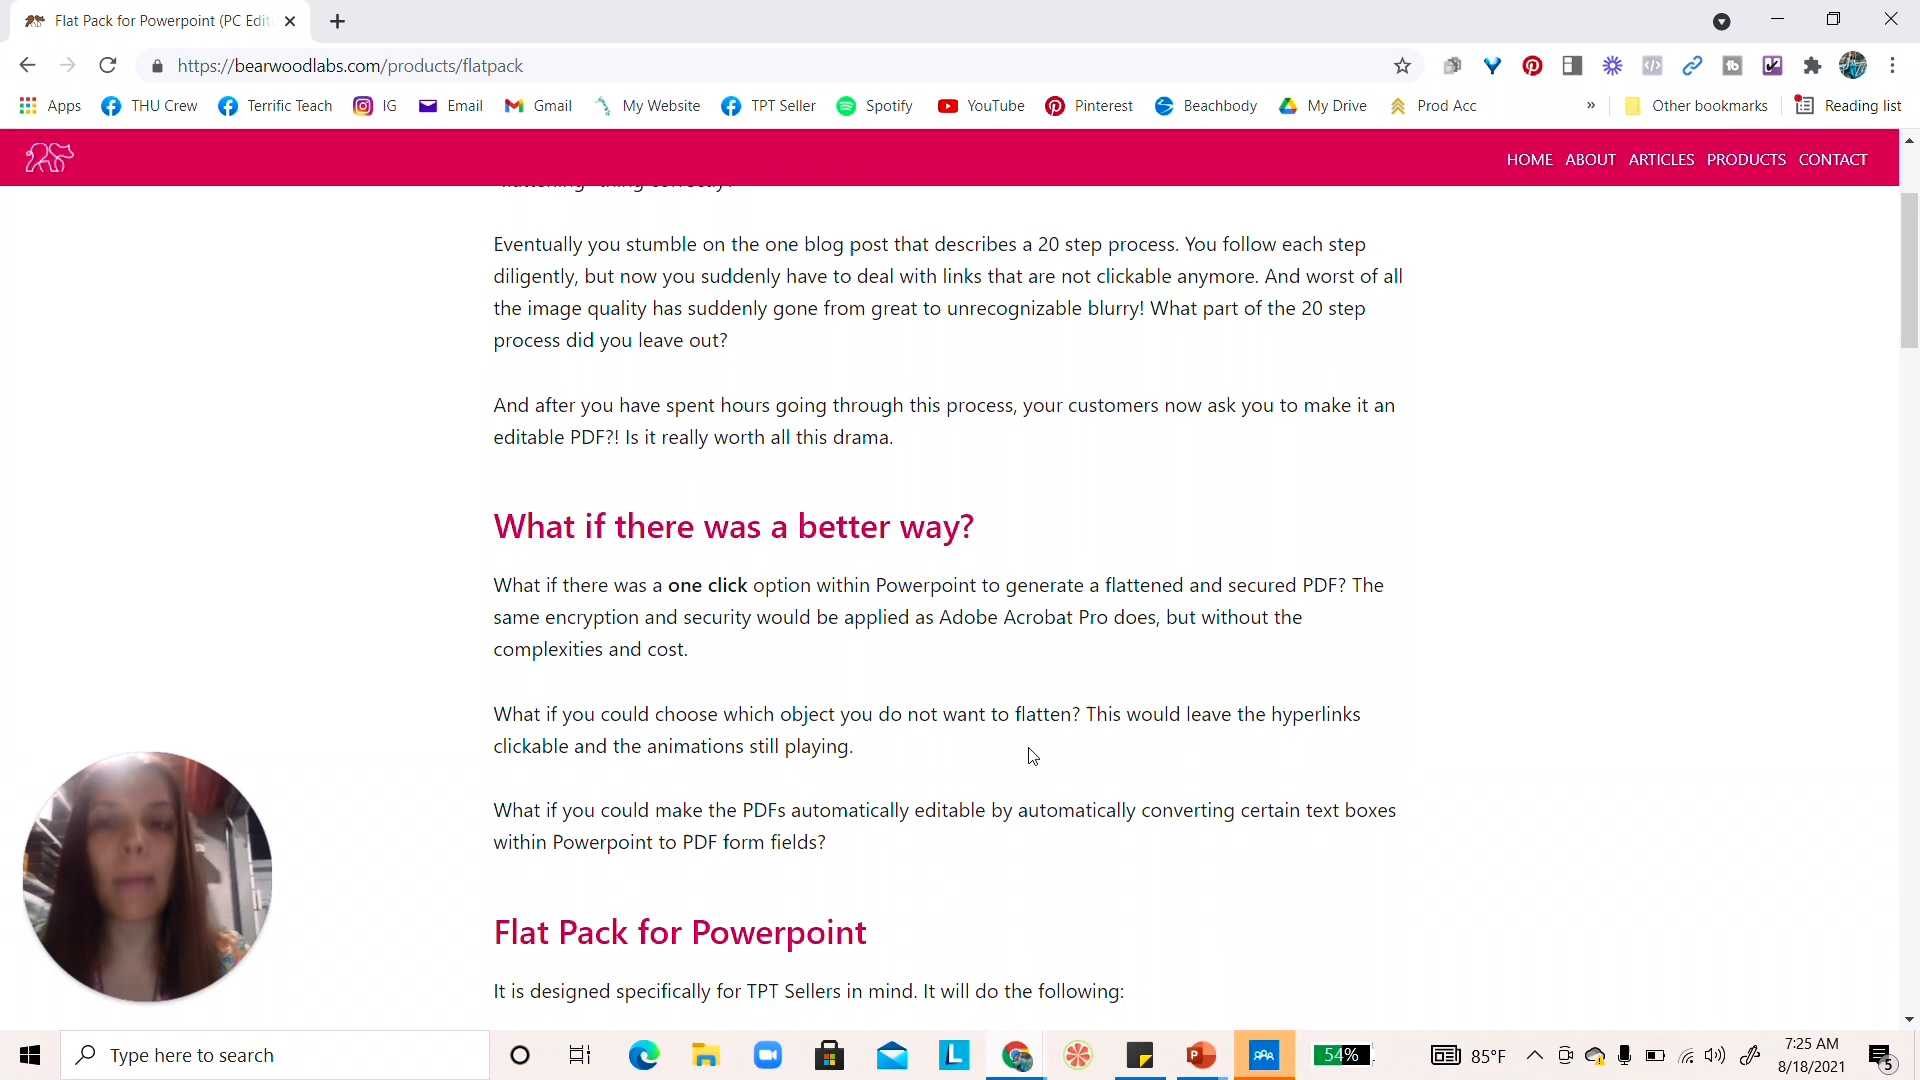 Flat Pack for Powerpoint (PC Edit
https://bearwoodlabs.com/products/flatpack
Apps THU Crew Terrific Teach IG Email Gmail My Website TPT Seller Spotify YouTube Pinterest Beachbody My Drive Prod Acc » Other bookmarks Reading list
HOME ABOUT ARTICLES PRODUCTS CONTACT
Eventually you stumble on the one blog post that describes a 20 step process. You follow each step
diligently, but now you suddenly have to deal with links that are not clickable anymore. And worst of all
the image quality has suddenly gone from great to unrecognizable blurry! What part of the 20 step
process did you leave out?
And after you have spent hours going through this process, your customers now ask you to make it an
editable PDF?! Is it really worth all this drama.
What if there was a better way?
What if there was a one click option within Powerpoint to generate a flattened and secured PDF? The
same encryption and security would be applied as Adobe Acrobat Pro does, but without the
complexities and cost.
What if you could choose which object you do not want to flatten? This would leave the hyperlinks
clickable and the animations still playing.
What if you could make the PDFs automatically editable by automatically converting certain text boxes
within Powerpoint to PDF form fields?
Flat Pack for Powerpoint
It is designed specifically for TPT Sellers in mind. It will do the following:
Type here to search
54%
85°F
7:25 AM
8/18/2021
5